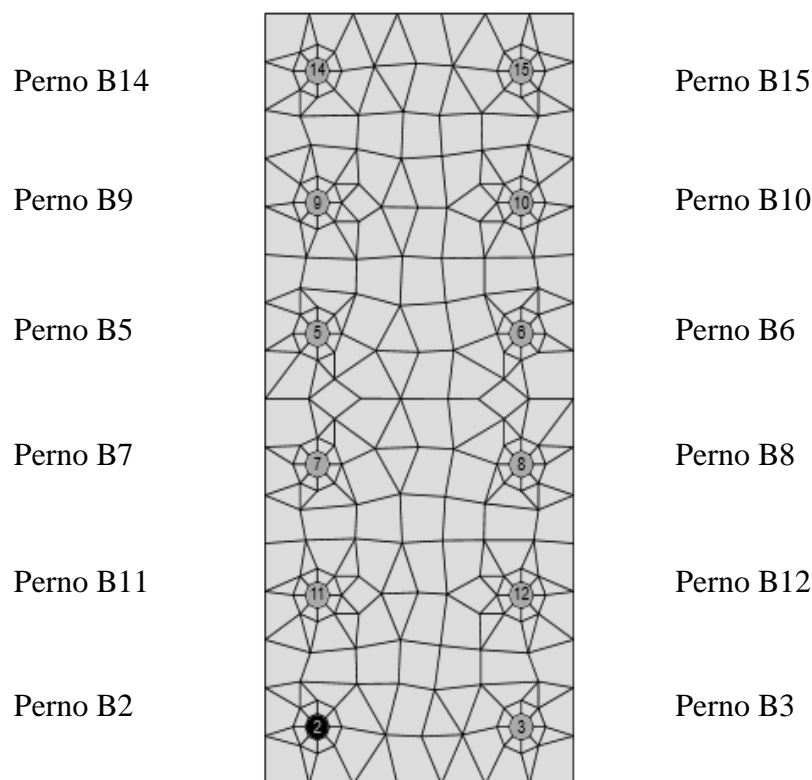 Perno B14 14 15 Perno B15
Perno B9 9 10 Perno B10
Perno B5 5 6 Perno B6
Perno B7 7 8 Perno B8
Perno B11 11 12 Perno B12
Perno B2 2 3 Perno B3